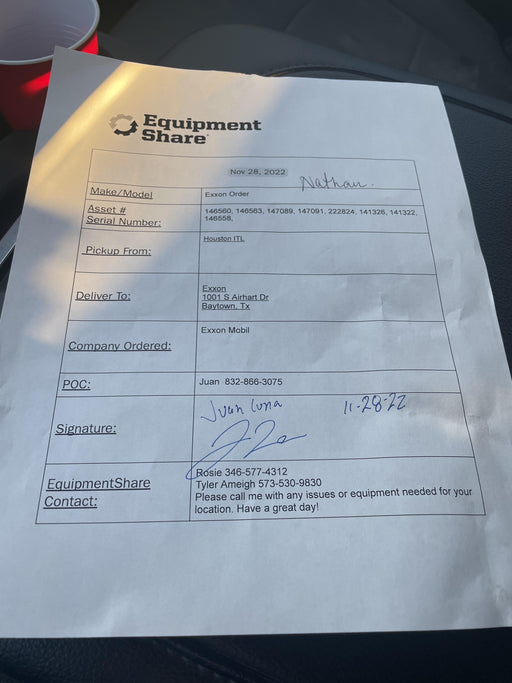 Equipment
Share
Nov 28, 2022
Nathan.
Make/Model
Exxon Order
Asset #
Serial Number:
146560, 146563, 147089, 147091, 222824, 141326, 141322,
146558,
Pickup From:
Houston ITL
Deliver To:
Exxon
1001 S Airhart Dr
Baytown, Tx
Company Ordered:
Exxon Mobil
POC:
Juan 832-866-3075
Signature:
Juan Luna 11-28-22
EquipmentShare
Contact:
Rosie 346-577-4312
Tyler Ameigh 573-530-9830
Please call me with any issues or equipment needed for your
location. Have a great day!